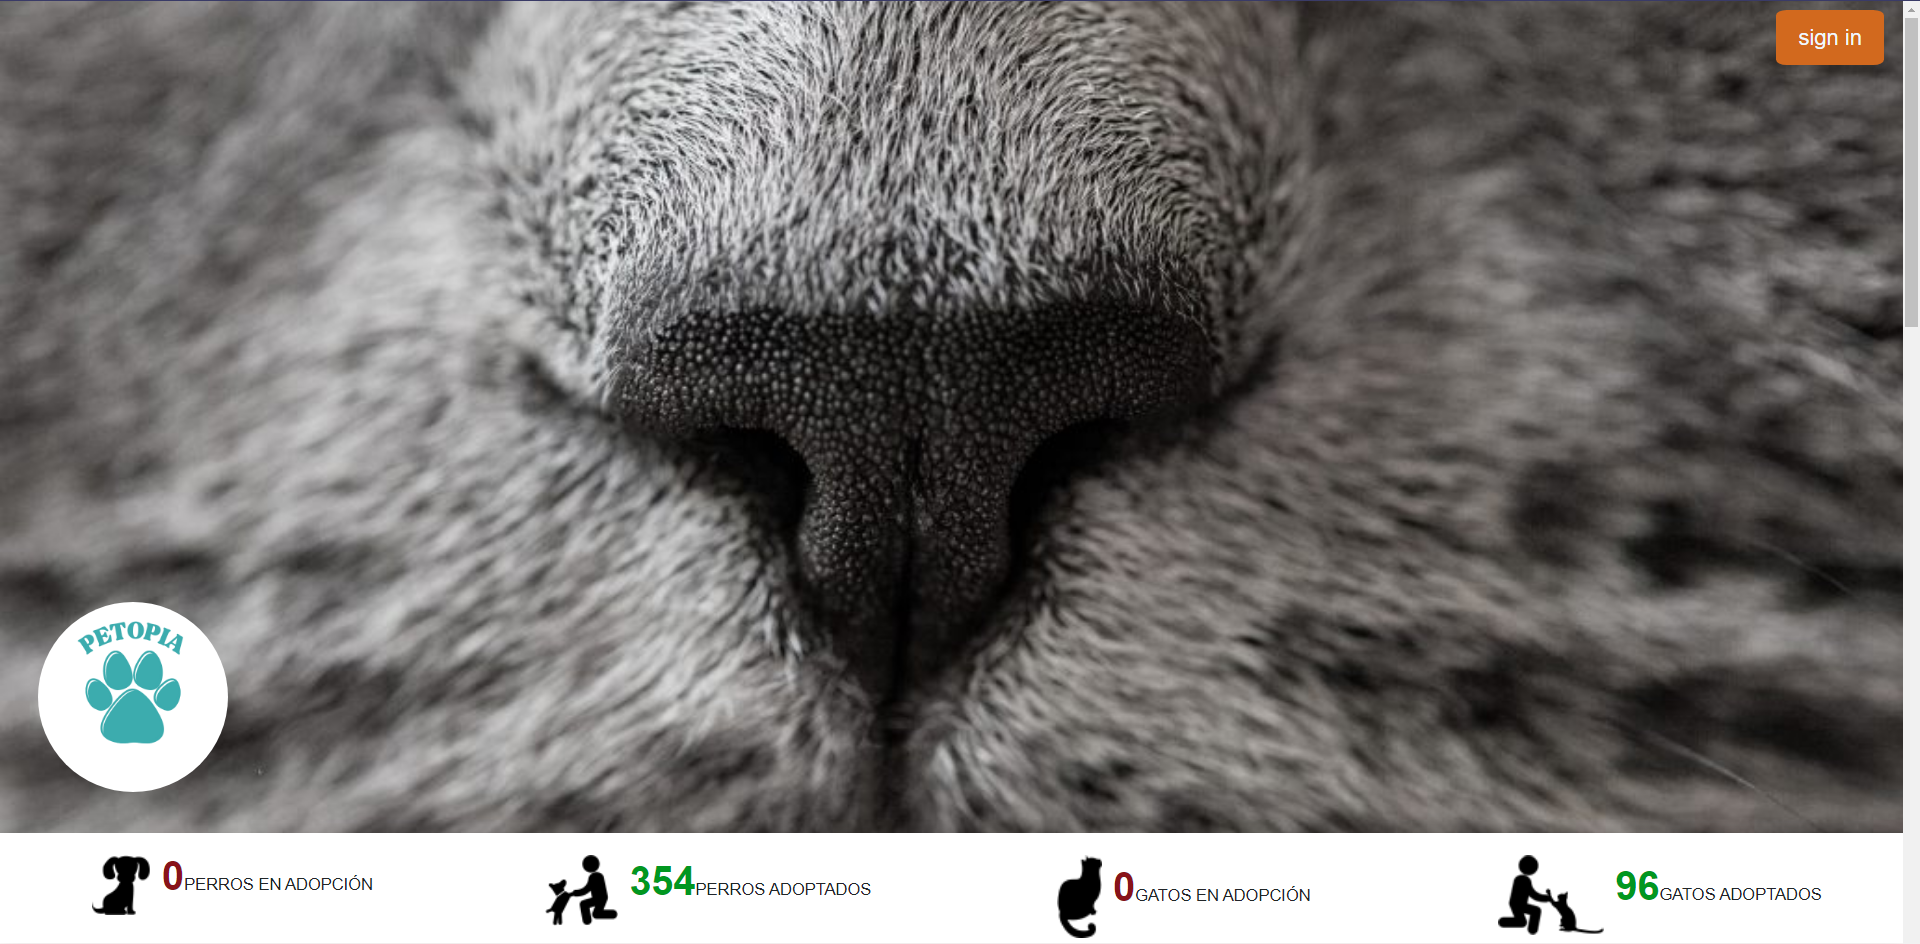 sign in
PETOPIA
0PERROS EN ADOPCIÓN
354PERROS ADOPTADOS
0GATOS EN ADOPCIÓN
96GATOS ADOPTADOS